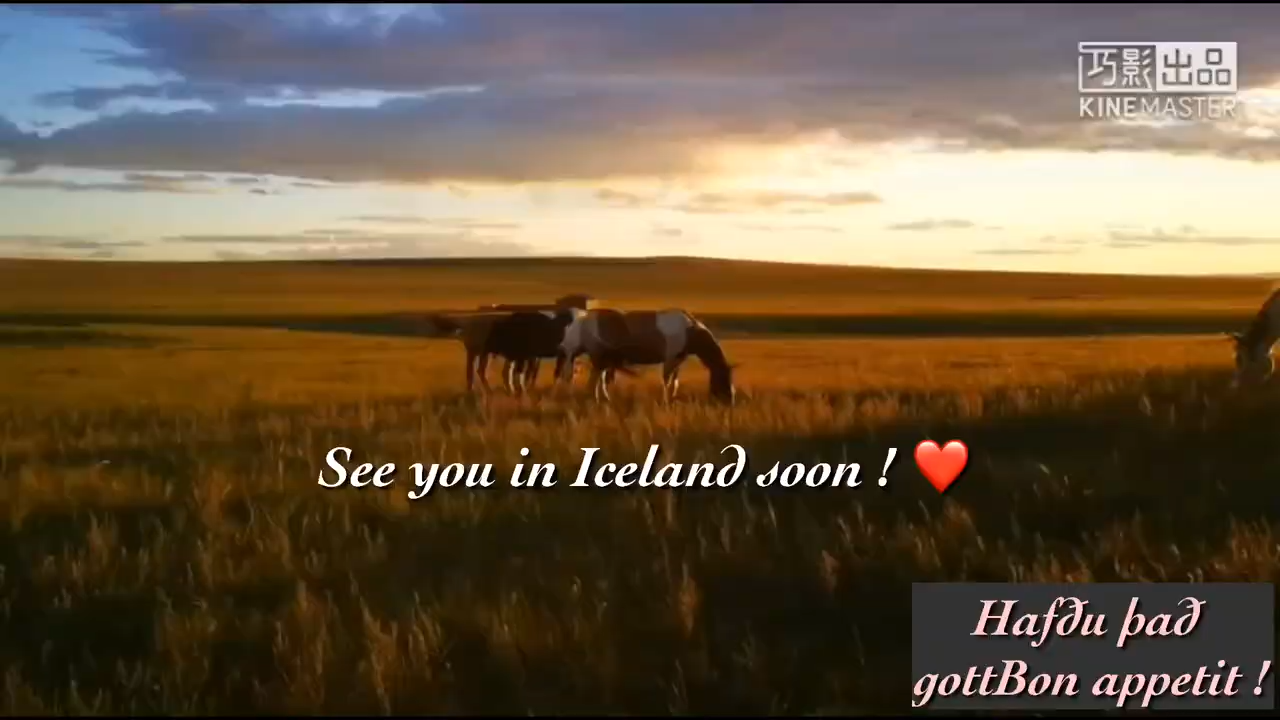 巧影出品
KINEMASTER
See you in Iceland soon ! ❤️
Hafðu það
gottBon appetit !